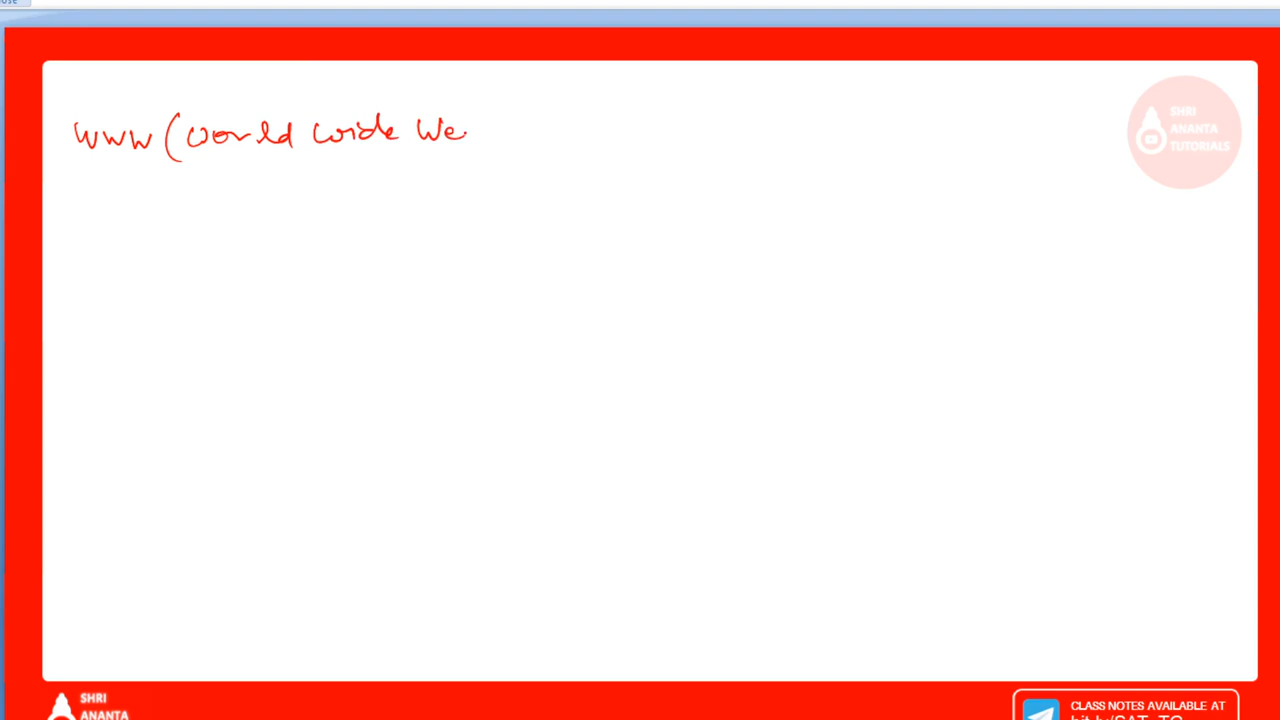 www (world wide We
SHRI
ANANTA
TUTORIALS
SHRI
ANANTA
CLASS NOTES AVAILABLE AT